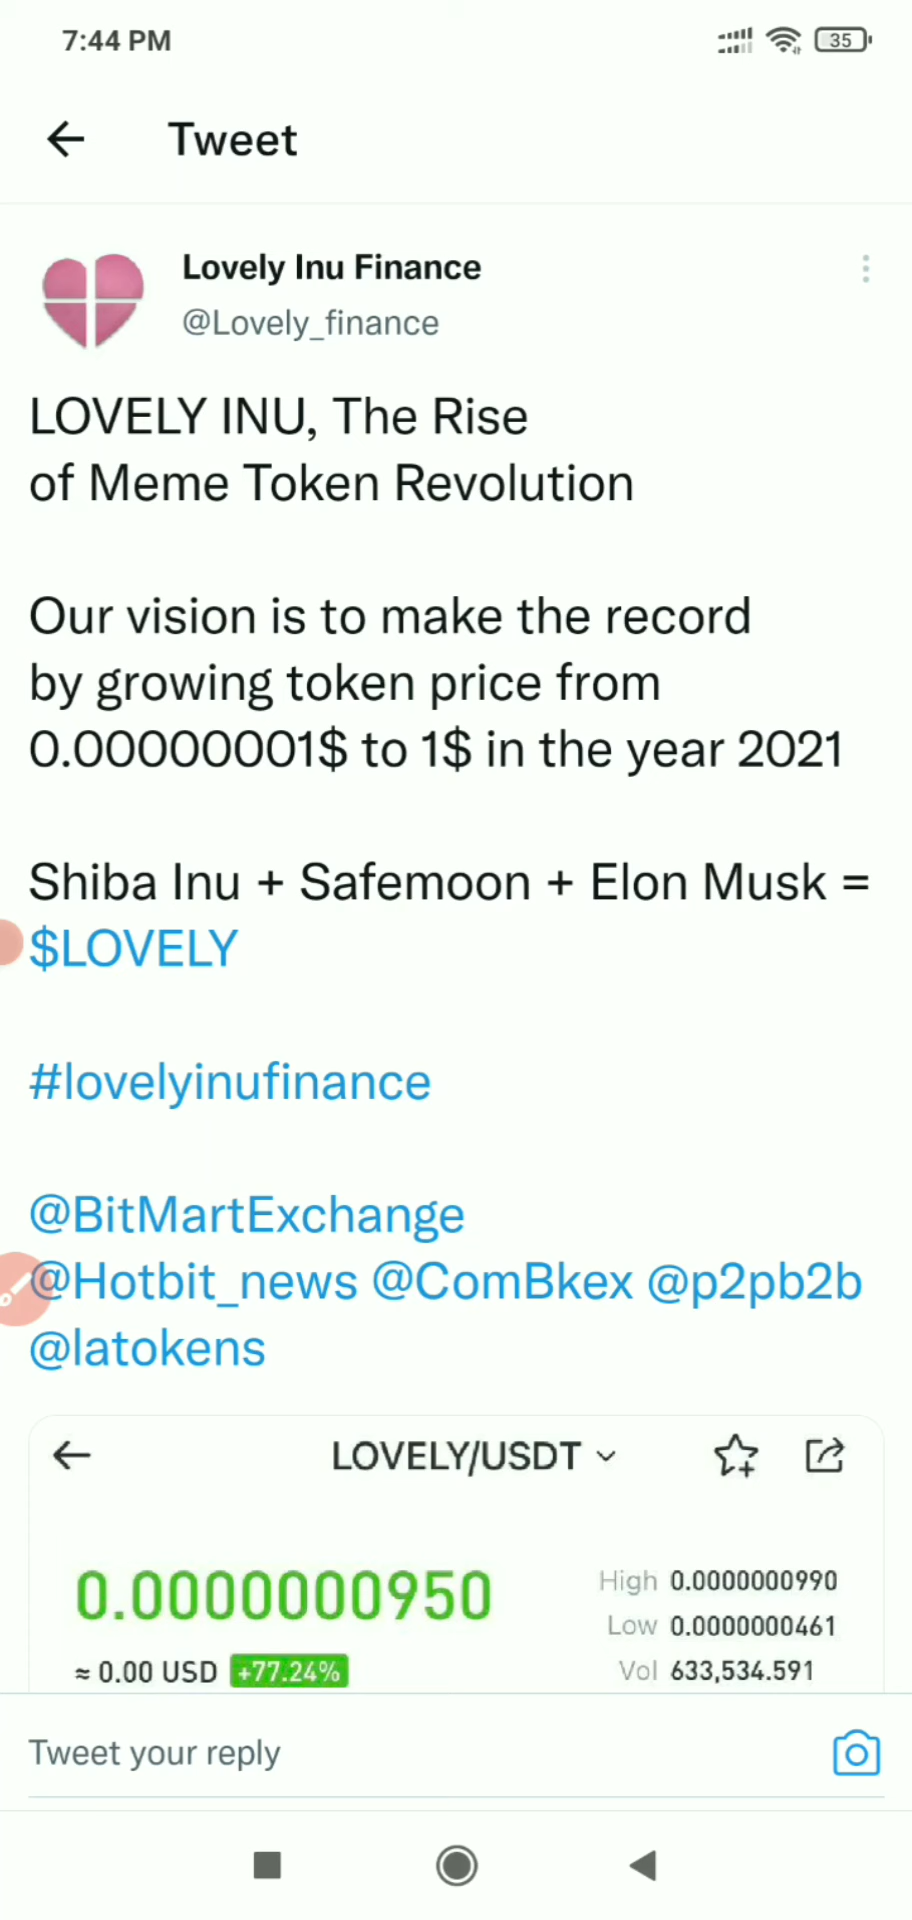 7:44 PM
35
Tweet
Lovely Inu Finance
@Lovely_finance
LOVELY INU, The Rise
of Meme Token Revolution
Our vision is to make the record
by growing token price from
0.00000001$ to 1$ in the year 2021
Shiba Inu + Safemoon + Elon Musk =
$LOVELY
#lovelyinufinance
@BitMartExchange
@Hotbit_news @ComBkex @p2pb2b
@latokens
LOVELY/USDT
0.0000000950
High 0.0000000990
Low 0.0000000461
≈ 0.00 USD +77.24%
Vol 633,534.591
Tweet your reply